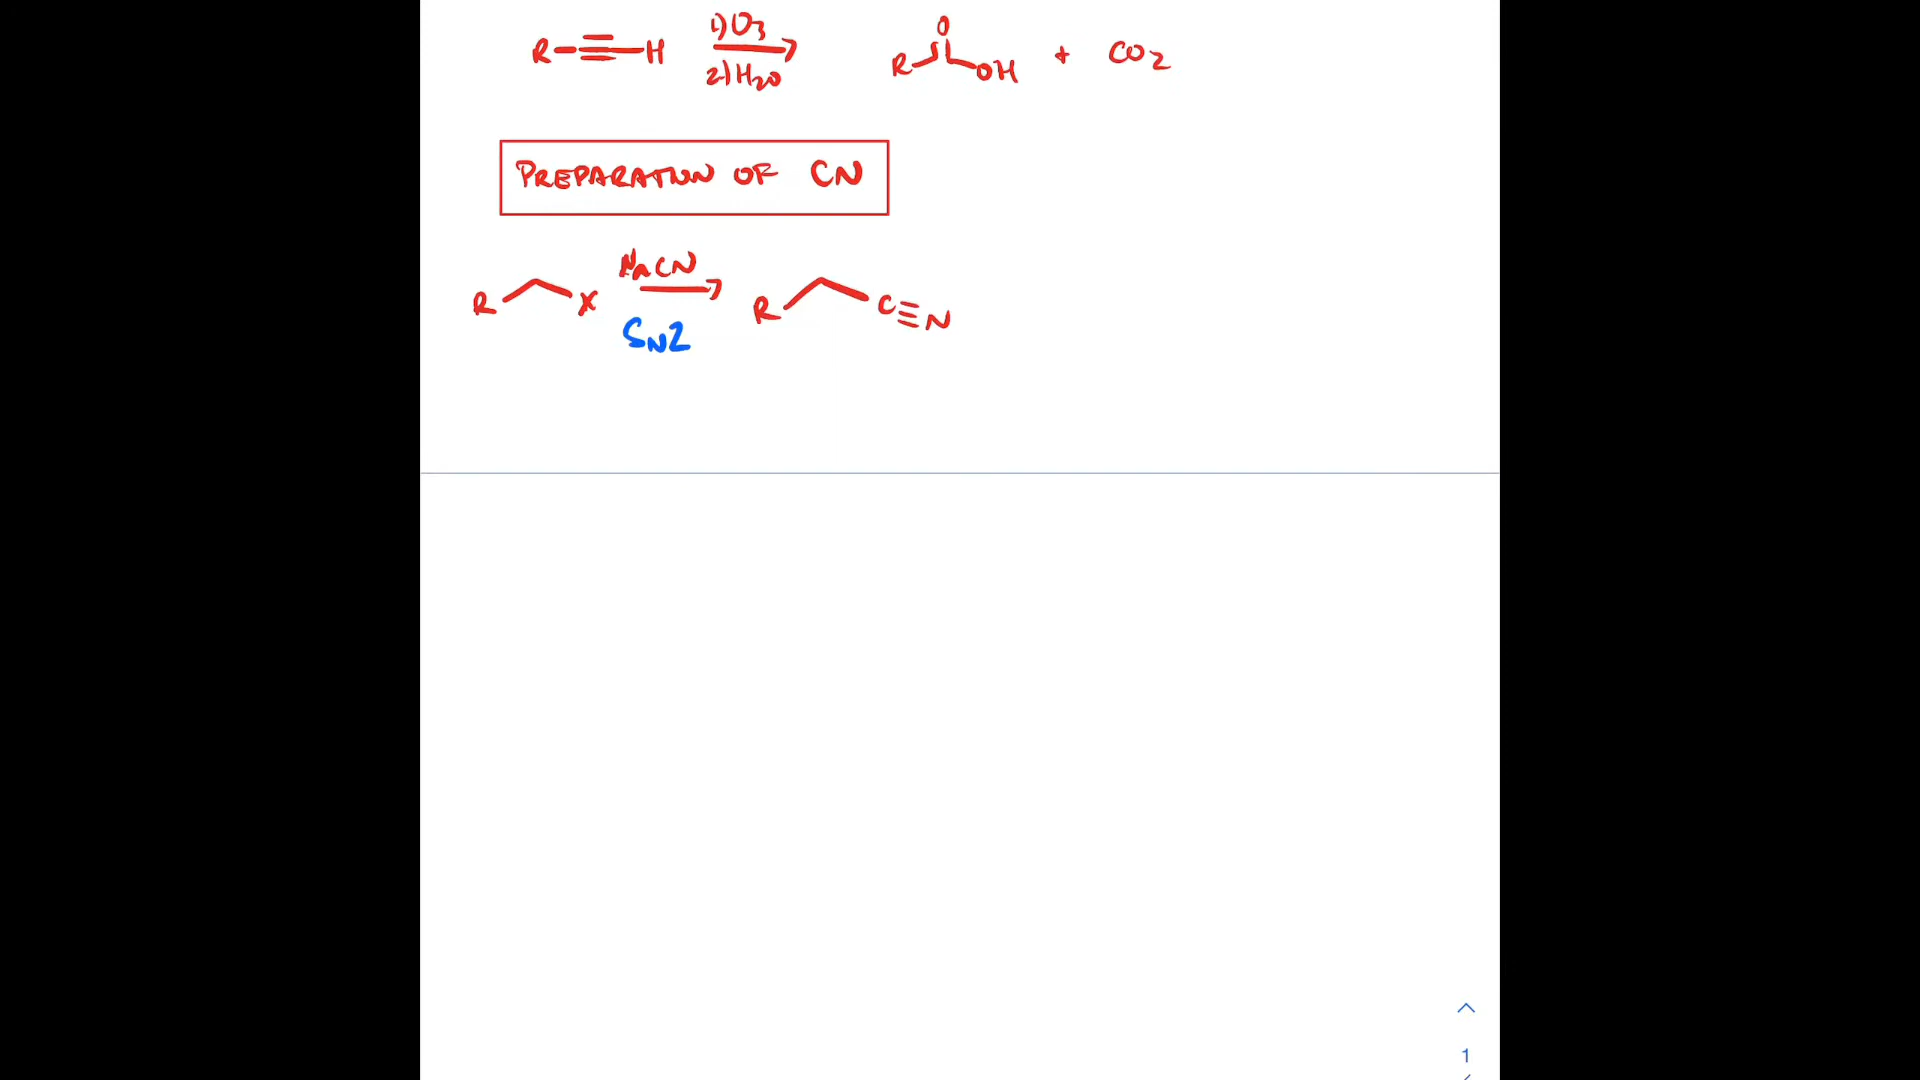 R≡H 1) O3 2) H2O R O OH + CO2
PREPARATION OF CN
R X NaCN SN2 R C≡N
1